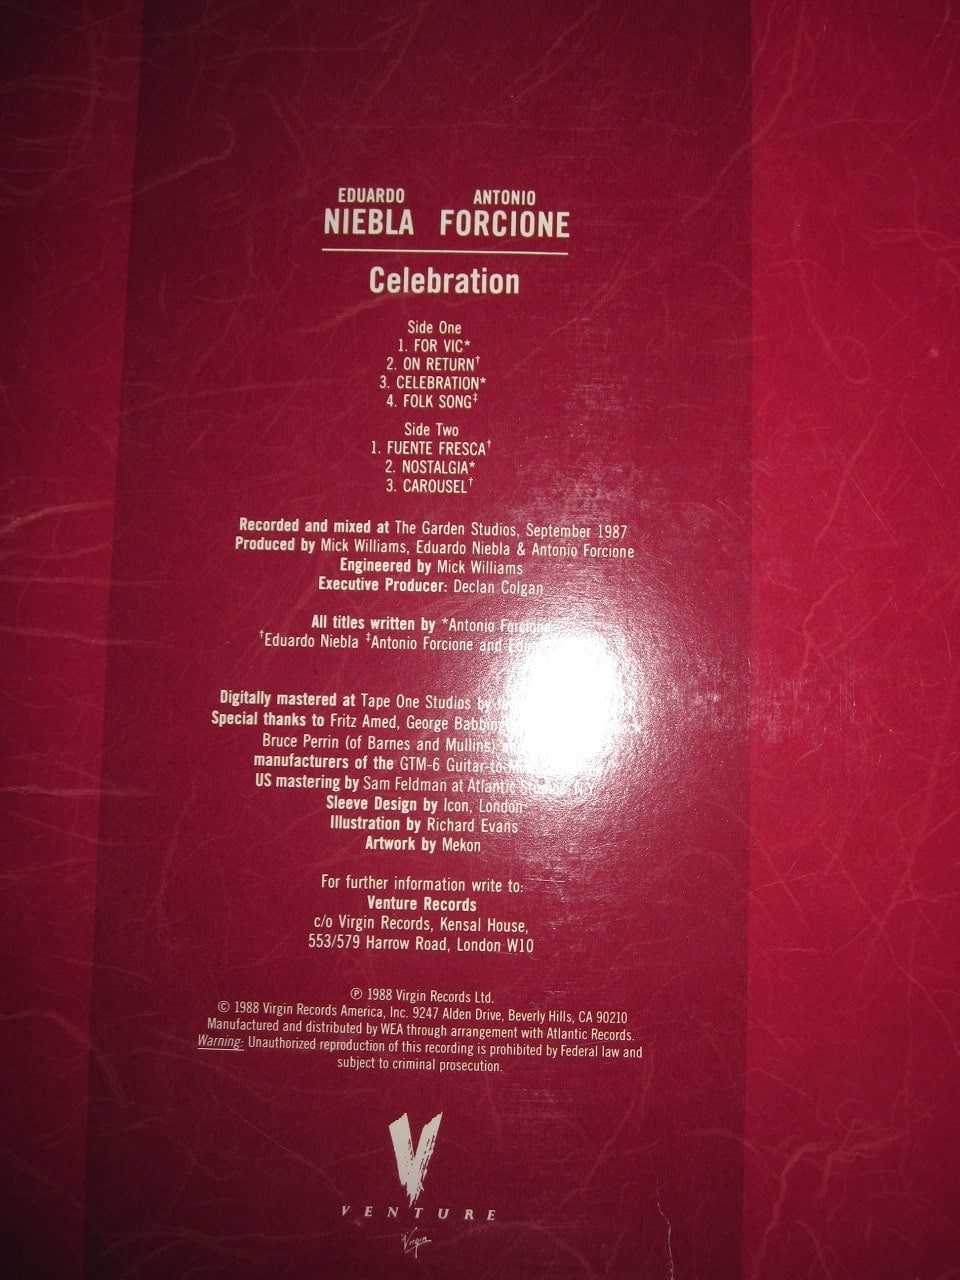 EDUARDO ANTONIO
NIEBLA FORCIONE
Celebration
Side One
1. FOR VIC*
2. ON RETURN†
3. CELEBRATION*
4. FOLK SONG‡
Side Two
1. FUENTE FRESCA†
2. NOSTALGIA*
3. CAROUSEL†
Recorded and mixed at The Garden Studios, September 1987
Produced by Mick Williams, Eduardo Niebla & Antonio Forcione
Engineered by Mick Williams
Executive Producer: Declan Colgan
All titles written by *Antonio Forcione
†Eduardo Niebla ‡Antonio Forcione and
Digitally mastered at Tape One Studios by
Special thanks to Fritz Amed, George
Bruce Perrin (of Barnes and Mullins)
manufacturers of the GTM-6
US mastering by Sam Feldman at Atlantic Studios, N.Y.
Sleeve Design by Icon, London
Illustration by Richard Evans
Artwork by Mekon
For further information write to:
Venture Records
c/o Virgin Records, Kensal House,
553/579 Harrow Road, London W10
℗ 1988 Virgin Records Ltd.
© 1988 Virgin Records America, Inc. 9247 Alden Drive, Beverly Hills, CA 90210
Manufactured and distributed by WEA through arrangement with Atlantic Records.
Warning: Unauthorized reproduction of this recording is prohibited by Federal law and
subject to criminal prosecution.
V
VENTURE
Virgin